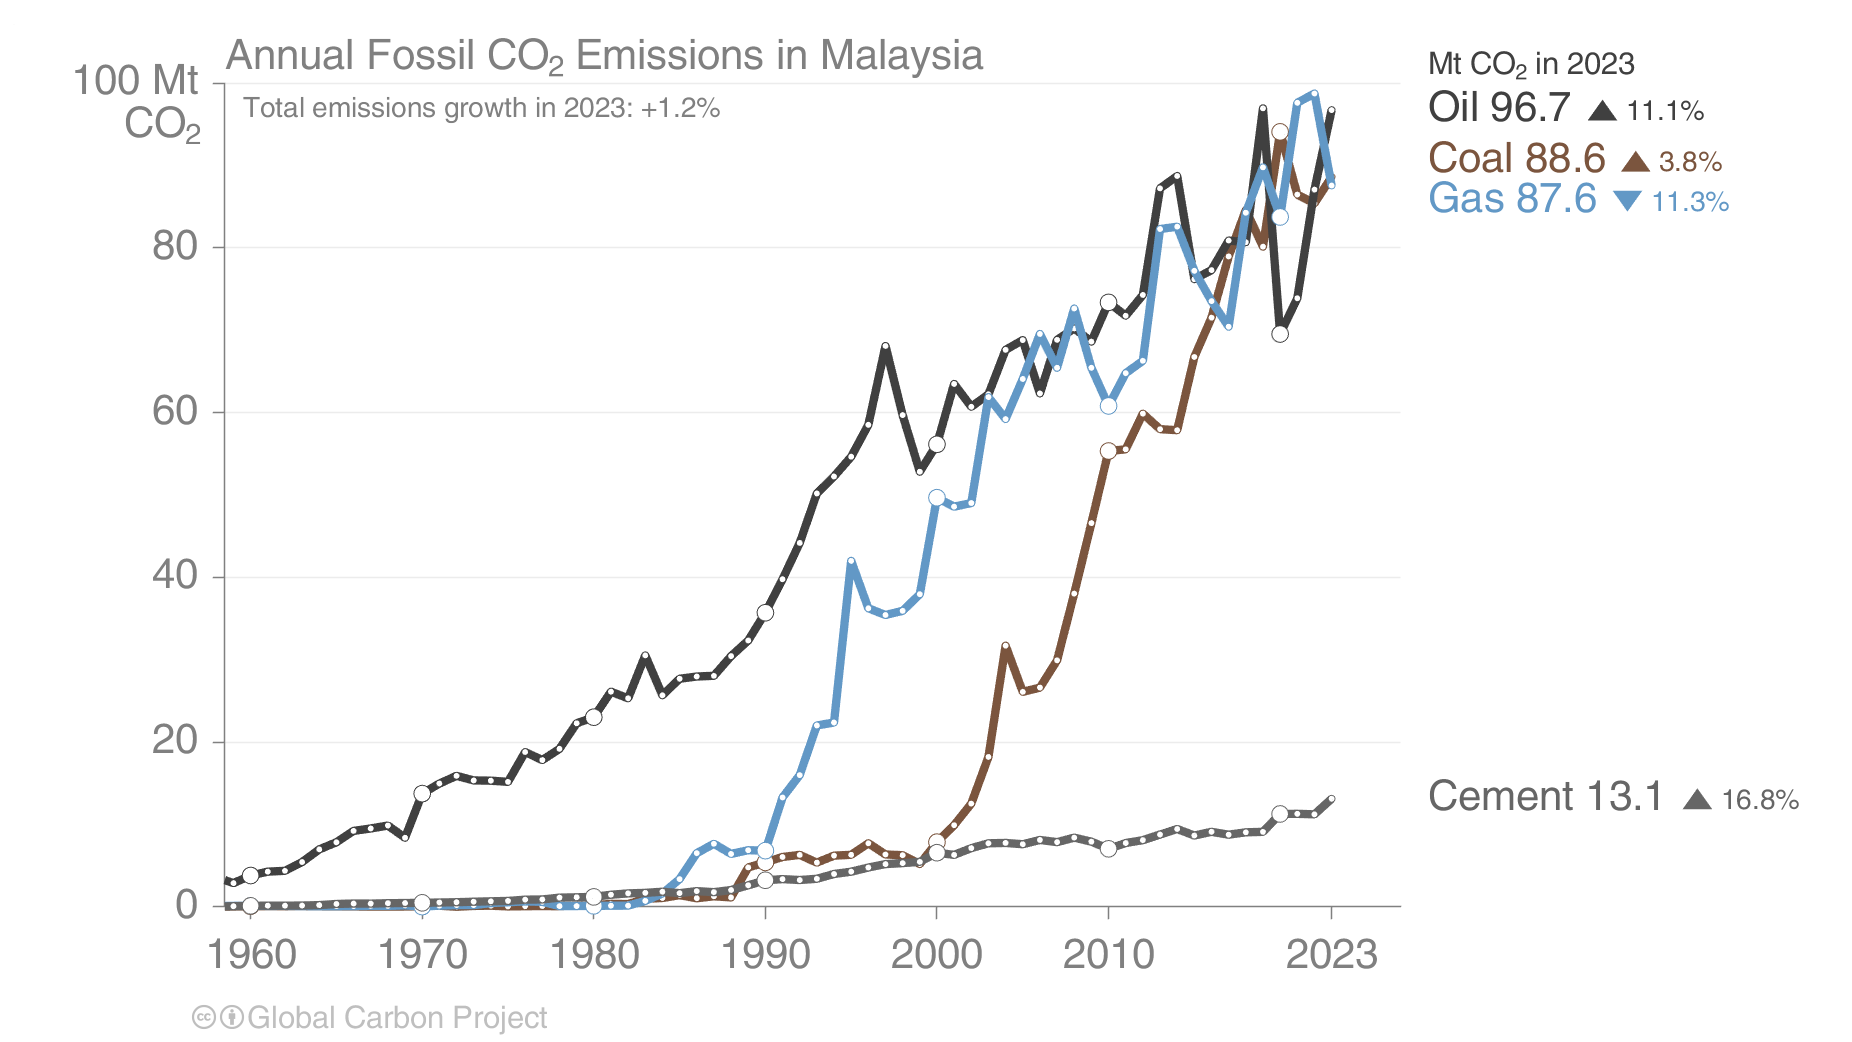 Annual Fossil CO₂ Emissions in Malaysia
100 Mt
CO₂
Total emissions growth in 2023: +1.2%
80
60
40
20
0
1960 1970 1980 1990 2000 2010 2023
Mt CO₂ in 2023
Oil 96.7 ▲ 11.1%
Coal 88.6 ▲ 3.8%
Gas 87.6 ▼ 11.3%
Cement 13.1 ▲ 16.8%
cc Global Carbon Project